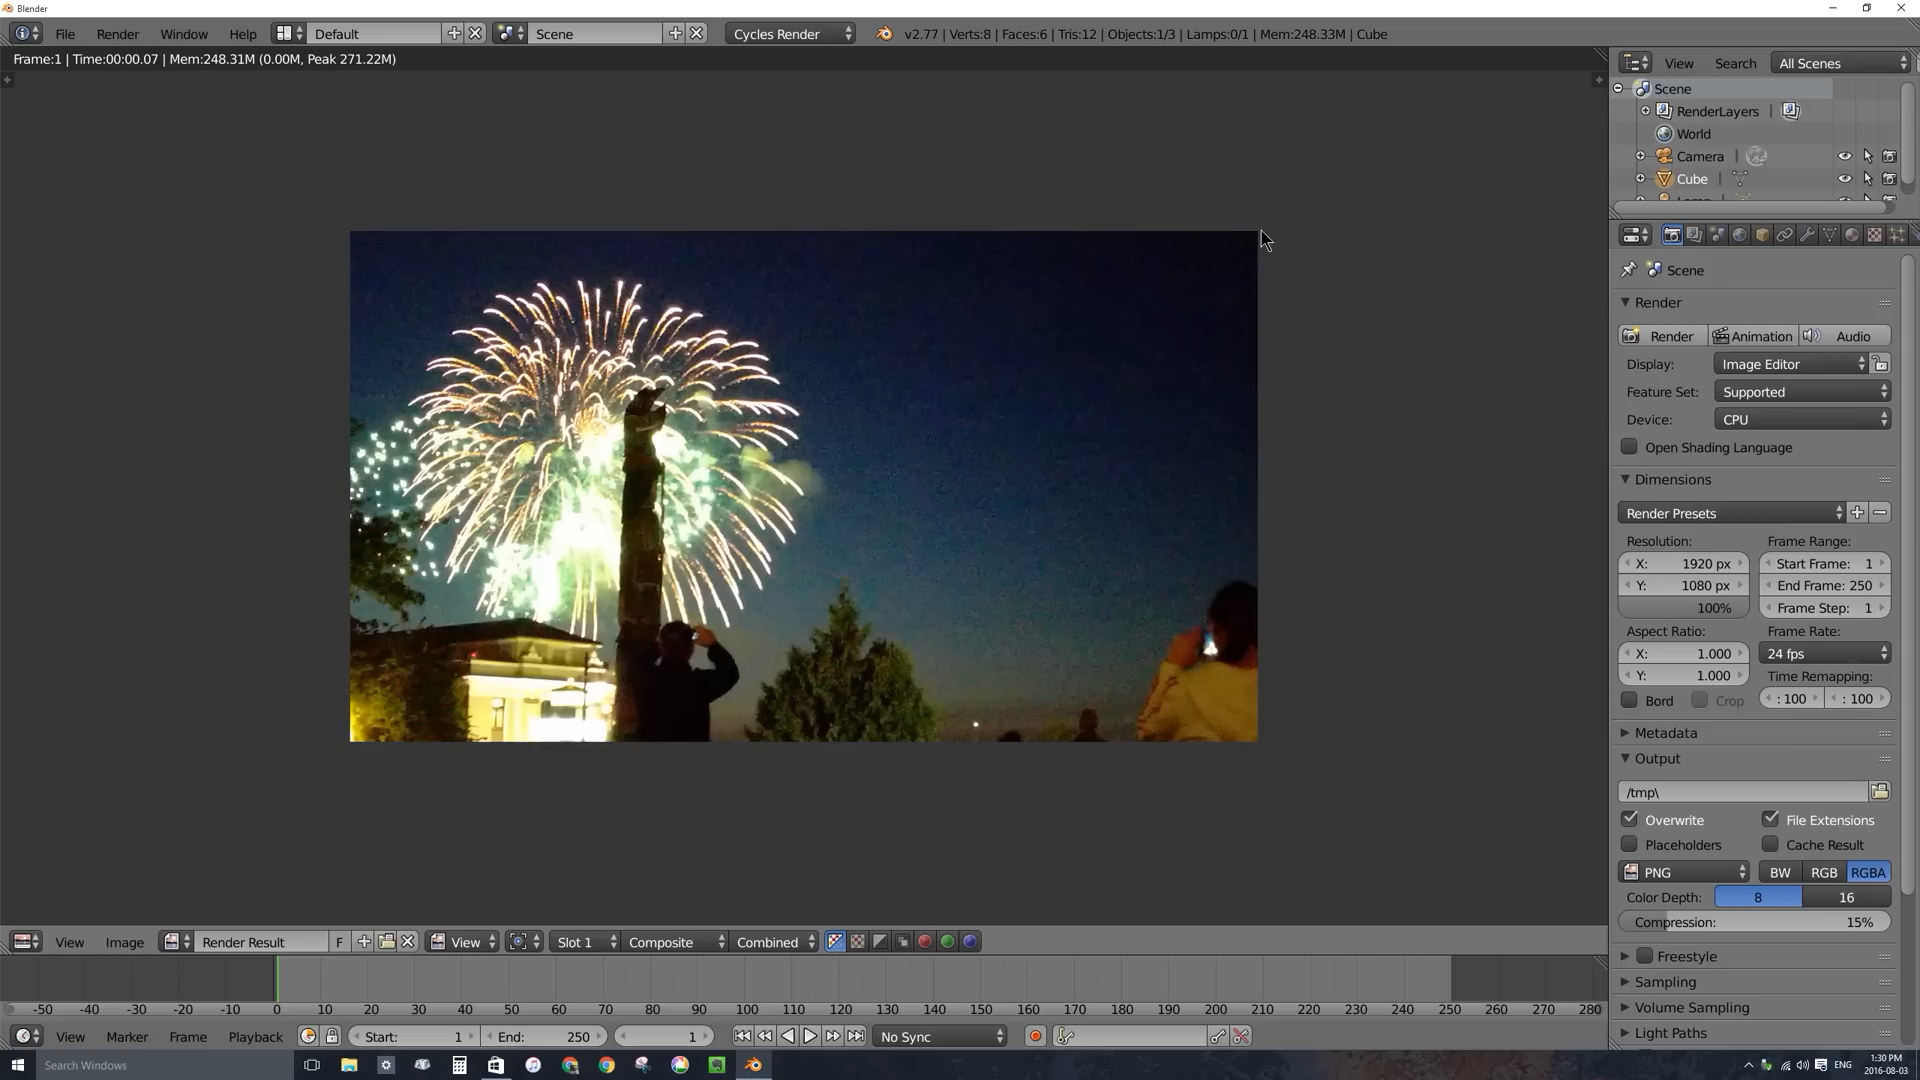 Blender
File Render Window Help Default Scene Cycles Render v2.77 | Verts:8 | Faces:6 | Tris:12 | Objects:1/3 | Lamps:0/1 | Mem:248.33M | Cube
Frame:1 | Time:00:00.07 | Mem:248.31M (0.00M, Peak 271.22M)
View Search All Scenes
Scene
RenderLayers
World
Camera
Cube
Scene
Render
Render Animation Audio
Display: Image Editor
Feature Set: Supported
Device: CPU
Open Shading Language
Dimensions
Render Presets
Resolution: Frame Range:
X: 1920 px Start Frame: 1
Y: 1080 px End Frame: 250
100% Frame Step: 1
Aspect Ratio: Frame Rate:
X: 1.000 24 fps
Y: 1.000 Time Remapping:
Bord Crop : 100 : 100
Metadata
Output
/tmp\
Overwrite File Extensions
Placeholders Cache Result
PNG BW RGB RGBA
Color Depth: 8 16
Compression: 15%
Freestyle
Sampling
Volume Sampling
Light Paths
View Image Render Result F View Slot 1 Composite Combined
-50 -40 -30 -20 -10 0 10 20 30 40 50 60 70 80 90 100 110 120 130 140 150 160 170 180 190 200 210 220 230 240 250 260 270 280
View Marker Frame Playback Start: 1 End: 250 1 No Sync
Search Windows ENG 1:30 PM
2016-08-03